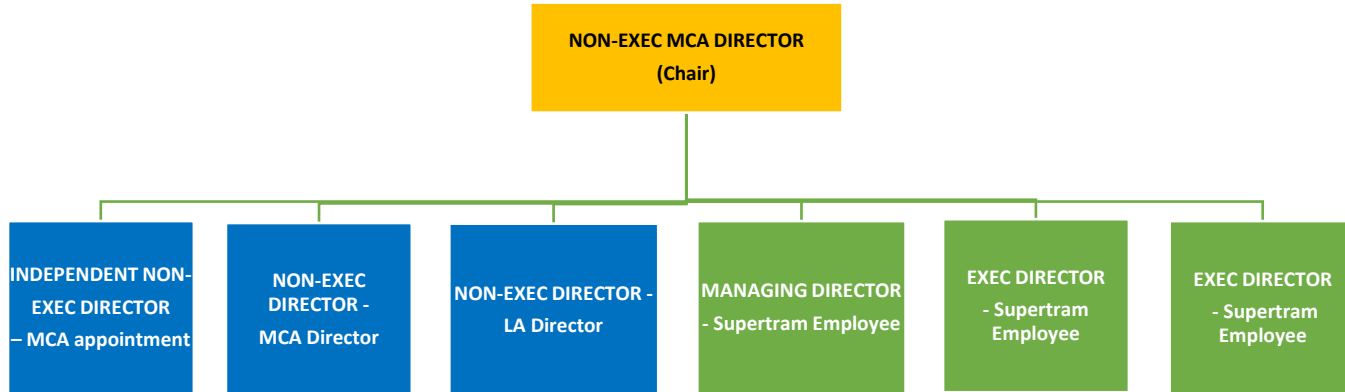 NON-EXEC MCA DIRECTOR
(Chair)
INDEPENDENT NON-
EXEC DIRECTOR
– MCA appointment
NON-EXEC
DIRECTOR -
MCA Director
NON-EXEC DIRECTOR -
LA Director
MANAGING DIRECTOR
- Supertram Employee
EXEC DIRECTOR
- Supertram
Employee
EXEC DIRECTOR
- Supertram
Employee